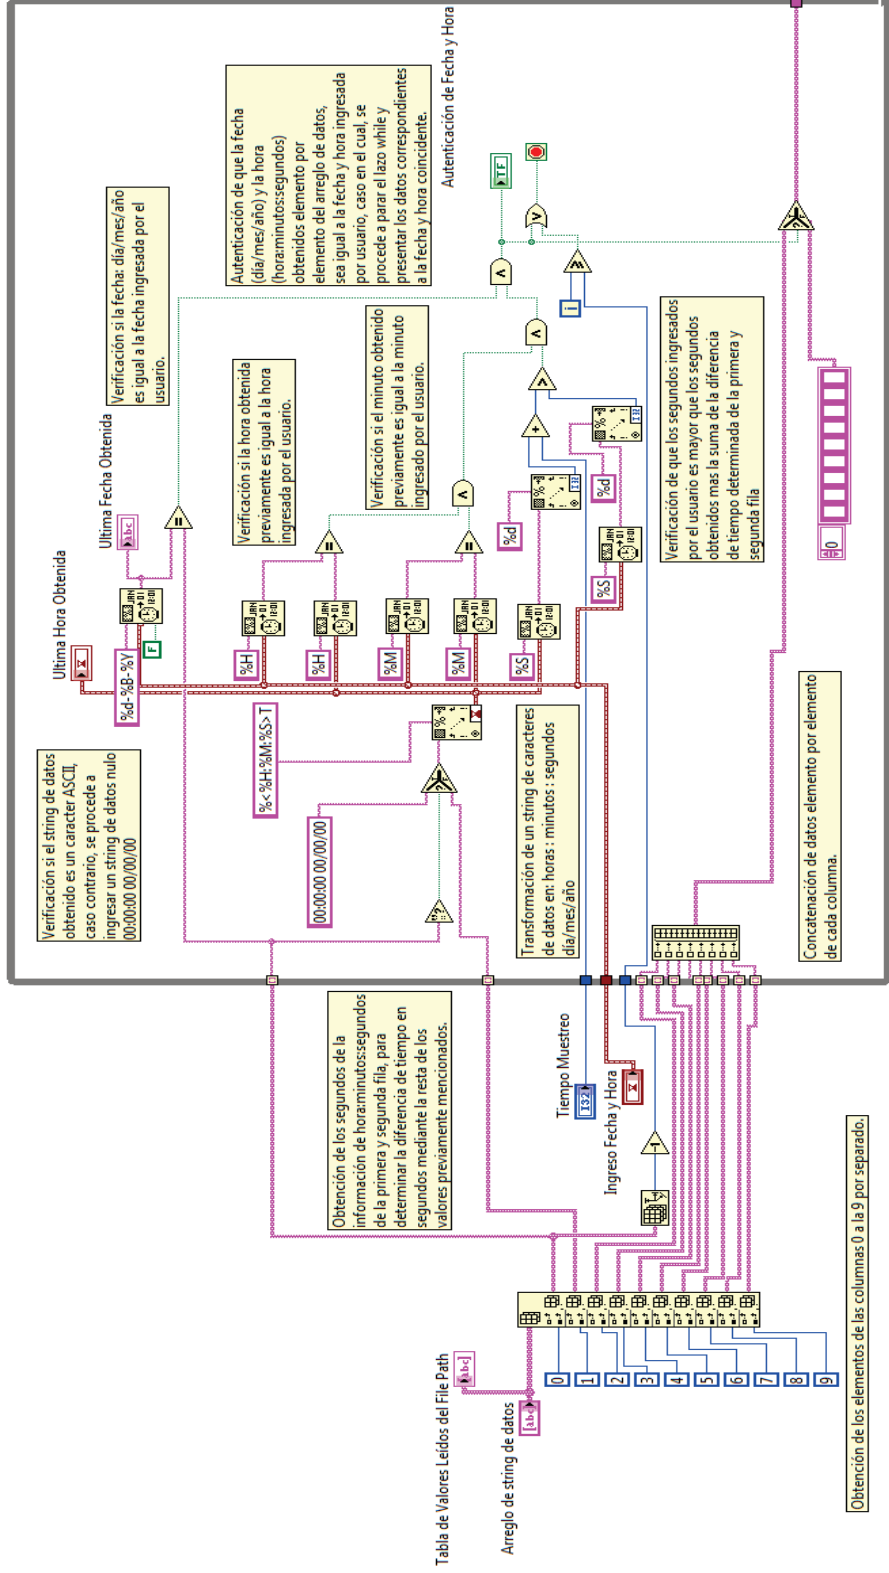 Tabla de Valores Leídos del File Path
[abc]
Arreglo de string de datos
[abc]
0
1
2
3
4
5
6
7
8
9
Obtención de los elementos de las columnas 0 a la 9 por separado.
Obtención de los segundos de la
información de hora:minutos:segundos
de la primera y segunda fila, para
determinar la diferencia de tiempo en
segundos mediante la resta de los
valores previamente mencionados.
Tiempo Muestreo
I32
Ingreso Fecha y Hora
-1
Verificación si el string de datos
obtenido es un caracter ASCII,
caso contrario, se procede a
ingresar un string de datos nulo
00:00:00 00/00/00
00:00:00 00/00/00
%<%H:%M:%S>T
Transformación de un string de caracteres
de datos en: horas : minutos : segundos
día/mes/año
Concatenación de datos elemento por elemento
de cada columna.
Ultima Hora Obtenida
Ultima Fecha Obtenida
abc
%d-%B-%Y
F
%H
%H
%M
%M
%S
%S
%d
%d
Verificación si la fecha: día/mes/año
es igual a la fecha ingresada por el
usuario.
Verificación si la hora obtenida
previamente es igual a la hora
ingresada por el usuario.
Verificación si el minuto obtenido
previamente es igual a la minuto
ingresado por el usuario.
Verificación de que los segundos ingresados
por el usuario es mayor que los segundos
obtenidos mas la suma de la diferencia
de tiempo determinada de la primera y
segunda fila
0
i
Autenticación de que la fecha
(día/mes/año) y la hora
(hora:minutos:segundos)
obtenidos elemento por
elemento del arreglo de datos,
sea igual a la fecha y hora ingresada
por usuario, caso en el cual, se
procede a parar el lazo while y
presentar los datos correspondientes
a la fecha y hora coincidente.
Autenticación de Fecha y Hora
TF